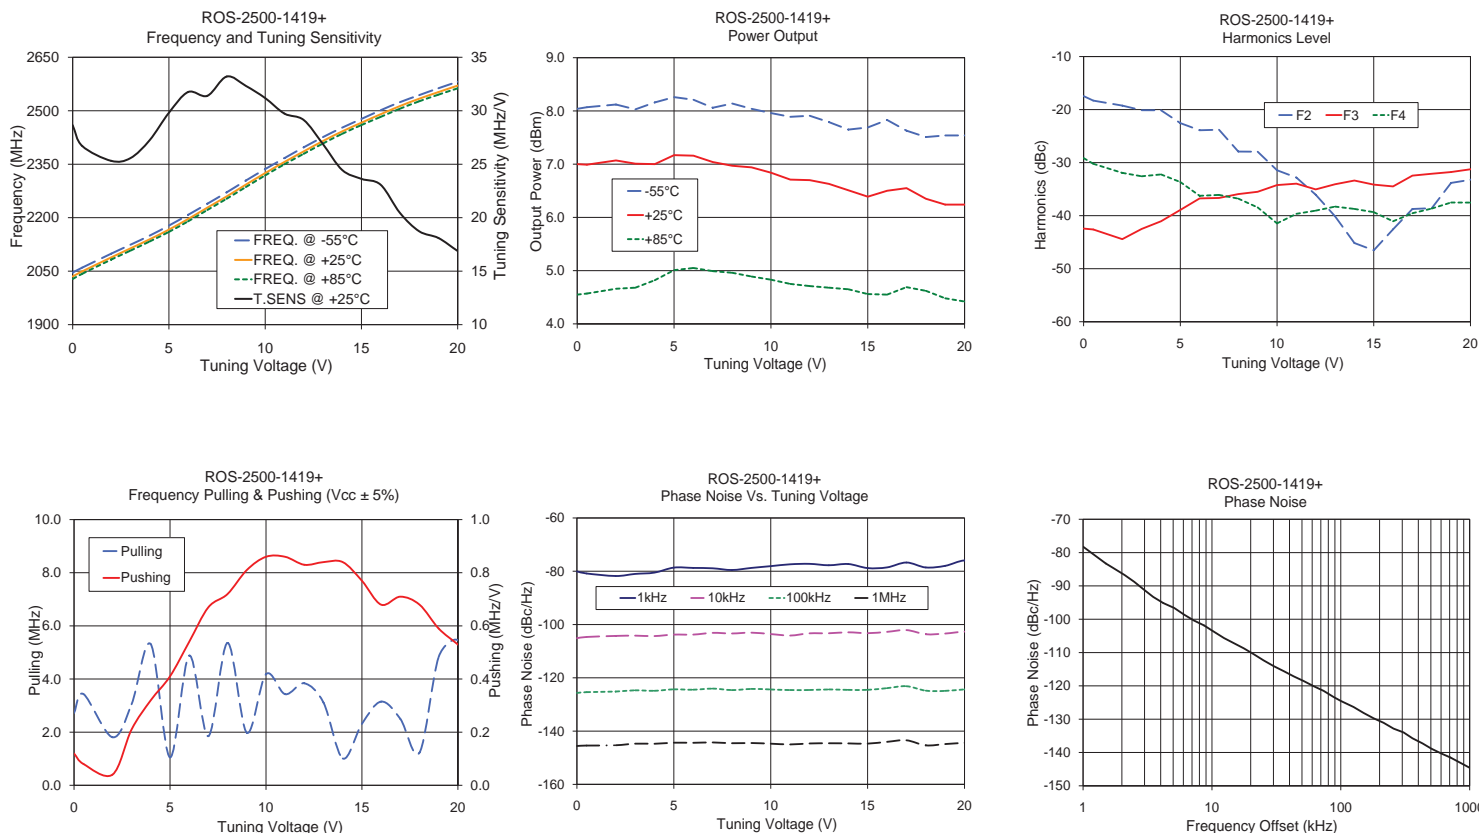 ROS-2500-1419+
Frequency and Tuning Sensitivity
2650
2500
2350
2200
2050
1900
Frequency (MHz)
35
30
25
20
15
10
Tuning Sensitivity (MHz/V)
FREQ. @ -55°C
FREQ. @ +25°C
FREQ. @ +85°C
T.SENS @ +25°C
0 5 10 15 20
Tuning Voltage (V)
ROS-2500-1419+
Power Output
9.0
8.0
7.0
6.0
5.0
4.0
Output Power (dBm)
-55°C
+25°C
+85°C
0 5 10 15 20
Tuning Voltage (V)
ROS-2500-1419+
Harmonics Level
-10
-20
-30
-40
-50
-60
Harmonics (dBc)
F2 F3 F4
0 5 10 15 20
Tuning Voltage (V)
ROS-2500-1419+
Frequency Pulling & Pushing (Vcc ± 5%)
10.0
8.0
6.0
4.0
2.0
0.0
Pulling (MHz)
1.0
0.8
0.6
0.4
0.2
0.0
Pushing (MHz/V)
Pulling
Pushing
0 5 10 15 20
Tuning Voltage (V)
ROS-2500-1419+
Phase Noise Vs. Tuning Voltage
-60
-80
-100
-120
-140
-160
Phase Noise (dBc/Hz)
1kHz 10kHz 100kHz 1MHz
0 5 10 15 20
Tuning Voltage (V)
ROS-2500-1419+
Phase Noise
-70
-80
-90
-100
-110
-120
-130
-140
-150
Phase Noise (dBc/Hz)
1 10 100 1000
Frequency Offset (kHz)